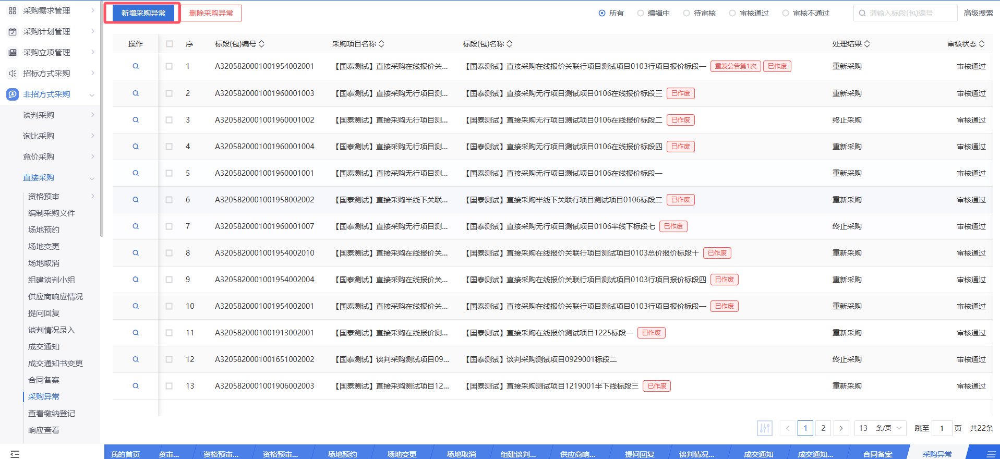 采购需求管理
采购计划管理
采购立项管理
招标方式采购
非招方式采购
谈判采购
询比采购
竞价采购
直接采购
资格预审
编制采购文件
场地预约
场地变更
场地取消
组建谈判小组
供应商响应情况
提问回复
谈判情况录入
成交通知
成交通知书变更
合同备案
采购异常
查看缴纳登记
响应查看
新增采购异常 删除采购异常 所有 编辑中 待审核 审核通过 审核不通过 请输入标段(包)编号 高级搜索
操作 序 标段(包)编号 采购项目名称 标段(包)名称 处理结果 审核状态
1 A3205820001001954002001 【国泰测试】直接采购在线报价关... 【国泰测试】直接采购在线报价关联行项目测试项目0103行项目报价标段一 重发公告第1次 已作废 重新采购 审核通过
2 A3205820001001960001003 【国泰测试】直接采购无行项目测... 【国泰测试】直接采购无行项目测试项目0106在线报价标段三 已作废 重新采购 审核通过
3 A3205820001001960001002 【国泰测试】直接采购无行项目测... 【国泰测试】直接采购无行项目测试项目0106在线报价标段二 已作废 终止采购 审核通过
4 A3205820001001960001004 【国泰测试】直接采购无行项目测... 【国泰测试】直接采购无行项目测试项目0106在线报价标段四 已作废 重新采购 审核通过
5 A3205820001001960001001 【国泰测试】直接采购无行项目测... 【国泰测试】直接采购无行项目测试项目0106在线报价标段一 重新采购 审核通过
6 A3205820001001958002002 【国泰测试】直接采购半线下关联... 【国泰测试】直接采购半线下关联行项目测试项目0106标段二 已作废 重新采购 审核通过
7 A3205820001001960001007 【国泰测试】直接采购无行项目测... 【国泰测试】直接采购无行项目测试项目0106半线下标段七 已作废 终止采购 审核通过
8 A3205820001001954002010 【国泰测试】直接采购在线报价关... 【国泰测试】直接采购在线报价关联行项目测试项目0103总价报价标段十 已作废 重新采购 审核通过
9 A3205820001001954002004 【国泰测试】直接采购在线报价关... 【国泰测试】直接采购在线报价关联行项目测试项目0103行项目报价标段四 已作废 重新采购 审核通过
10 A3205820001001954002001 【国泰测试】直接采购在线报价关... 【国泰测试】直接采购在线报价关联行项目测试项目0103行项目报价标段一 已作废 重新采购 审核通过
11 A3205820001001913002001 【国泰测试】直接采购在线报价测... 【国泰测试】直接采购在线报价测试项目1225标段一 已作废 重新采购 审核通过
12 A3205820001001651002002 【国泰测试】谈判采购测试项目09... 【国泰测试】谈判采购测试项目0929001标段二 终止采购 审核通过
13 A3205820001001906002003 【国泰测试】直接采购测试项目12... 【国泰测试】直接采购测试项目1219001半下线标段三 已作废 重新采购 审核通过
1 2 13 条/页 跳至 1 页 共22条
我的首页 资审... 资格预审... 资格预审... 场地预约 场地变更 场地取消 组建谈判... 供应商响... 提问回复 谈判情况... 成交通知 成交通知... 合同备案 采购异常